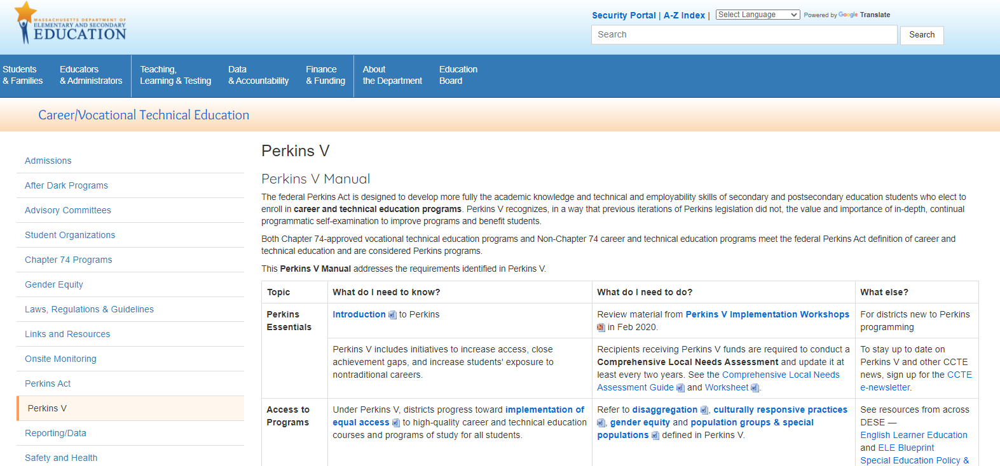 MASSACHUSETTS DEPARTMENT OF
ELEMENTARY AND SECONDARY
EDUCATION
Security Portal | A-Z Index | Select Language Powered by Google Translate
Search Search
Students
& Families
Educators
& Administrators
Teaching,
Learning & Testing
Data
& Accountability
Finance
& Funding
About
the Department
Education
Board
Career/Vocational Technical Education
Admissions
After Dark Programs
Advisory Committees
Student Organizations
Chapter 74 Programs
Gender Equity
Laws, Regulations & Guidelines
Links and Resources
Onsite Monitoring
Perkins Act
Perkins V
Reporting/Data
Safety and Health
Perkins V
Perkins V Manual
The federal Perkins Act is designed to develop more fully the academic knowledge and technical and employability skills of secondary and postsecondary education students who elect to
enroll in career and technical education programs. Perkins V recognizes, in a way that previous iterations of Perkins legislation did not, the value and importance of in-depth, continual
programmatic self-examination to improve programs and benefit students.
Both Chapter 74-approved vocational technical education programs and Non-Chapter 74 career and technical education programs meet the federal Perkins Act definition of career and
technical education and are considered Perkins programs.
This Perkins V Manual addresses the requirements identified in Perkins V.
Topic
What do I need to know?
What do I need to do?
What else?
Perkins
Essentials
Introduction to Perkins
Review material from Perkins V Implementation Workshops
in Feb 2020.
For districts new to Perkins
programming
Perkins V includes initiatives to increase access, close
achievement gaps, and increase students' exposure to
nontraditional careers.
Recipients receiving Perkins V funds are required to conduct a
Comprehensive Local Needs Assessment and update it at
least every two years. See the Comprehensive Local Needs
Assessment Guide and Worksheet.
To stay up to date on
Perkins V and other CCTE
news, sign up for the CCTE
e-newsletter.
Access to
Programs
Under Perkins V, districts progress toward implementation of
equal access to high-quality career and technical education
courses and programs of study for all students.
Refer to disaggregation, culturally responsive practices
, gender equity and population groups & special
populations defined in Perkins V.
See resources from across
DESE —
English Learner Education
and ELE Blueprint
Special Education Policy &